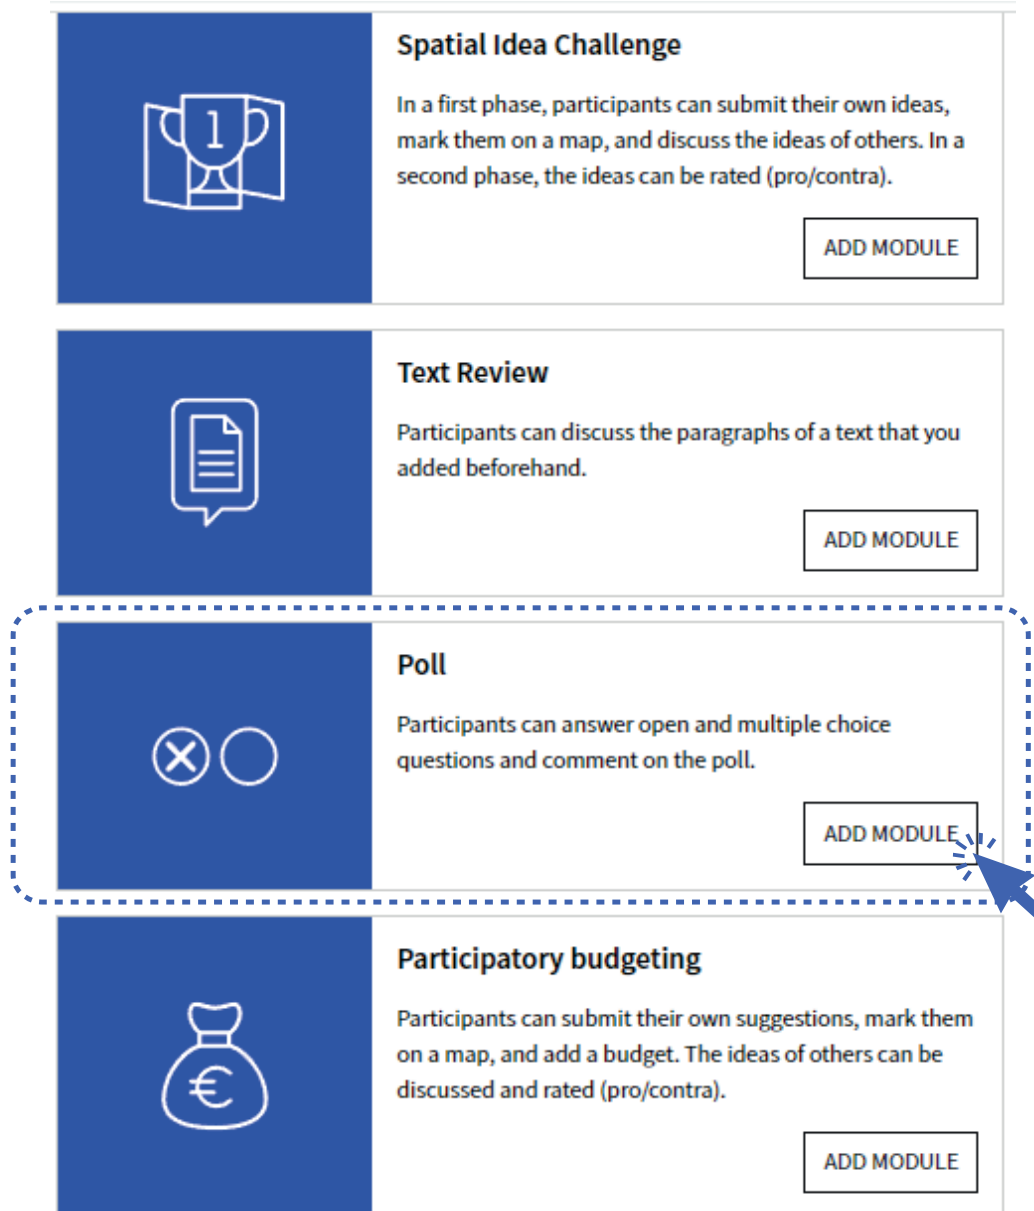 Spatial Idea Challenge
In a first phase, participants can submit their own ideas,
mark them on a map, and discuss the ideas of others. In a
second phase, the ideas can be rated (pro/contra).
1
ADD MODULE
Text Review
Participants can discuss the paragraphs of a text that you
added beforehand.
ADD MODULE
Poll
Participants can answer open and multiple choice
questions and comment on the poll.
ADD MODULE
Participatory budgeting
Participants can submit their own suggestions, mark them
on a map, and add a budget. The ideas of others can be
discussed and rated (pro/contra).
€
ADD MODULE